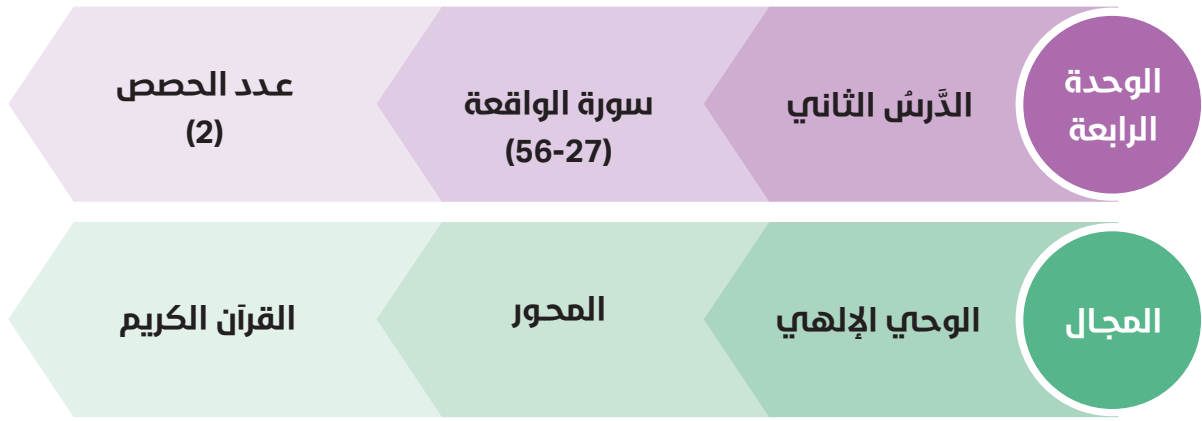 الوحدة
الرابعة
الدَّرسُ الثاني
سورة الواقعة
(27-56)
عدد الحصص
(2)
المجال
الوحي الإلهي
المحور
القرآن الكريم